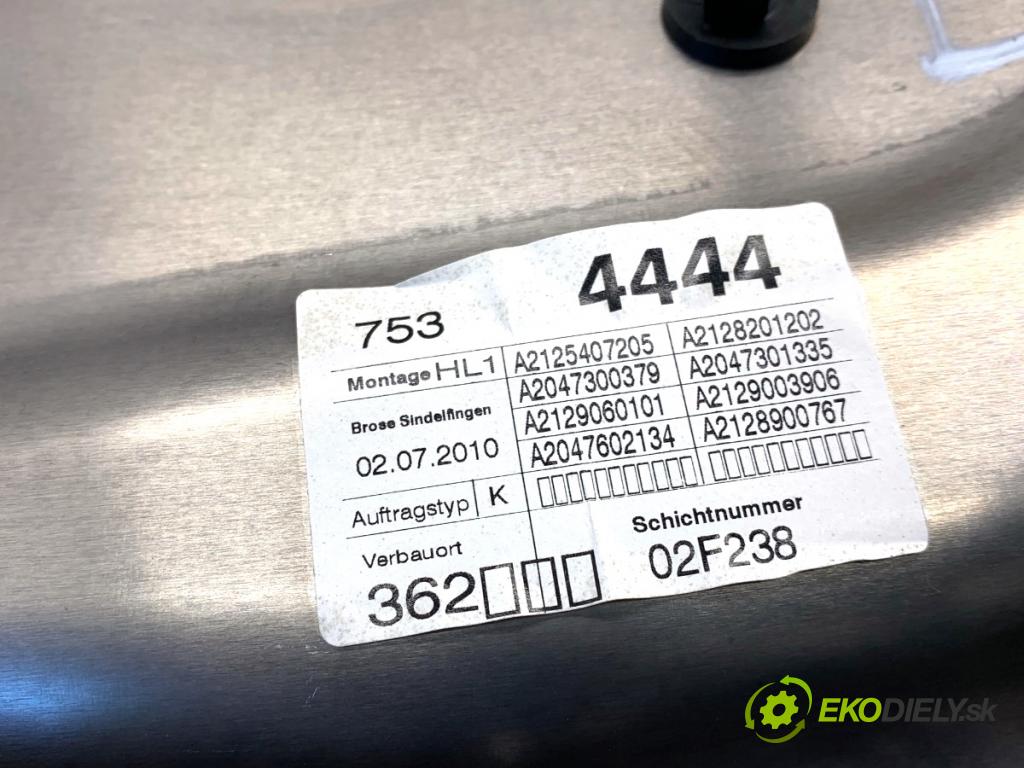 753 4444
Montage HL1 A2125407205 A2128201202
A2047300379 A2047301335
Brose Sindelfingen A2129060101 A2129003906
02.07.2010 A2047602134 A2128900767
Auftragstyp K
Verbauort Schichtnummer
362 02F238
EKODIELY.sk